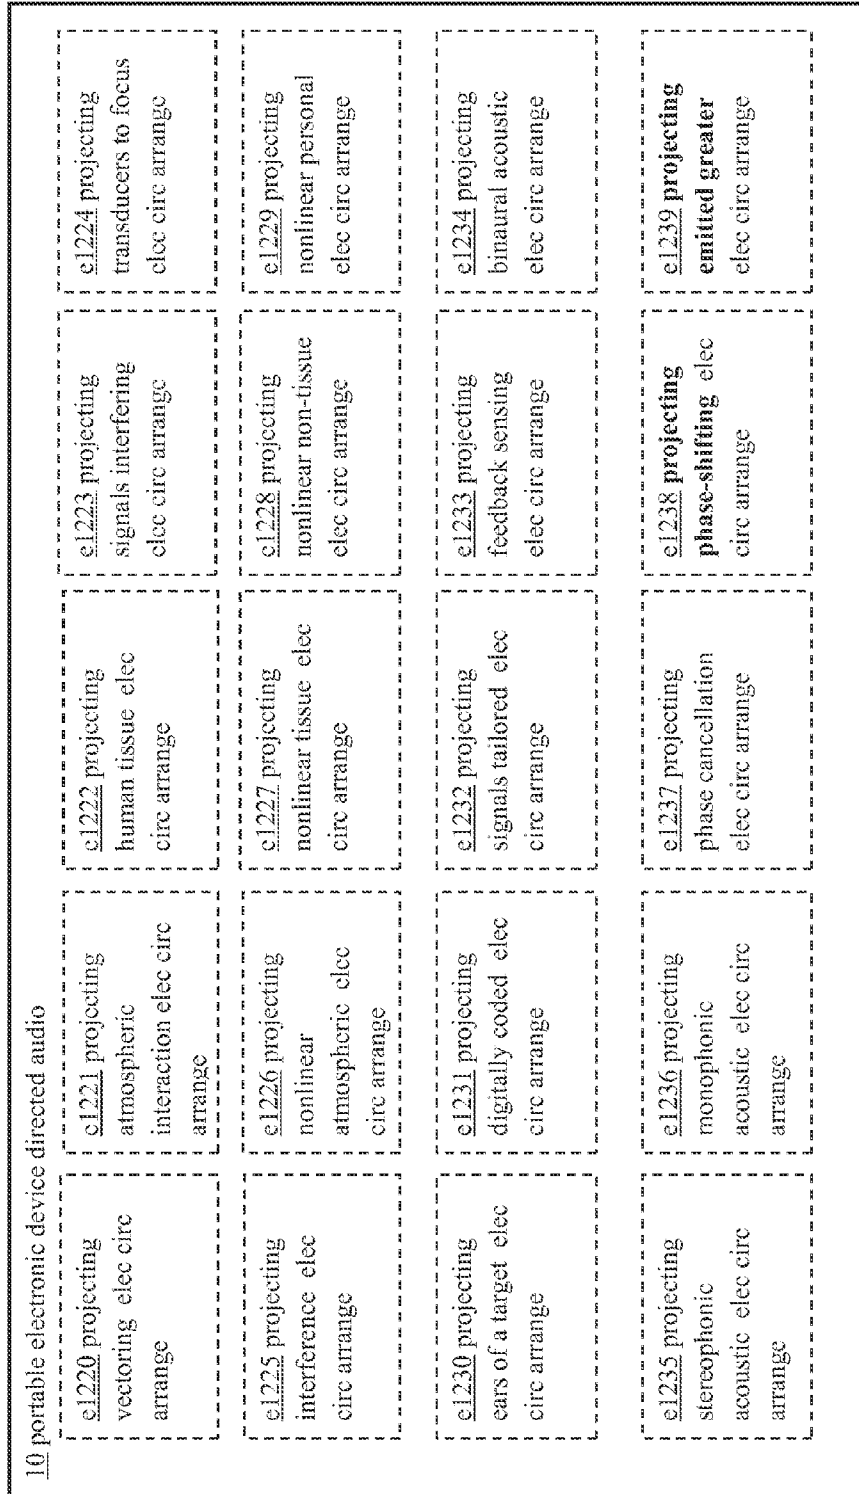 10 portable electronic device directed audio
e1220 projecting
vectoring elec circ
arrange
e1221 projecting
atmospheric
interaction elec circ
arrange
e1222 projecting
human tissue elec
circ arrange
e1223 projecting
signals interfering
elec circ arrange
e1224 projecting
transducers to focus
elec circ arrange
e1225 projecting
interference elec
circ arrange
e1226 projecting
nonlinear
atmospheric elec
circ arrange
e1227 projecting
nonlinear tissue elec
circ arrange
e1228 projecting
nonlinear non-tissue
elec circ arrange
e1229 projecting
nonlinear personal
elec circ arrange
e1230 projecting
ears of a target elec
circ arrange
e1231 projecting
digitally coded elec
circ arrange
e1232 projecting
signals tailored elec
circ arrange
e1233 projecting
feedback sensing
elec circ arrange
e1234 projecting
binaural acoustic
elec circ arrange
e1235 projecting
stereophonic
acoustic elec circ
arrange
e1236 projecting
monophonic
acoustic elec circ
arrange
e1237 projecting
phase cancellation
elec circ arrange
e1238 projecting
phase-shifting elec
circ arrange
e1239 projecting
emitted greater
elec circ arrange